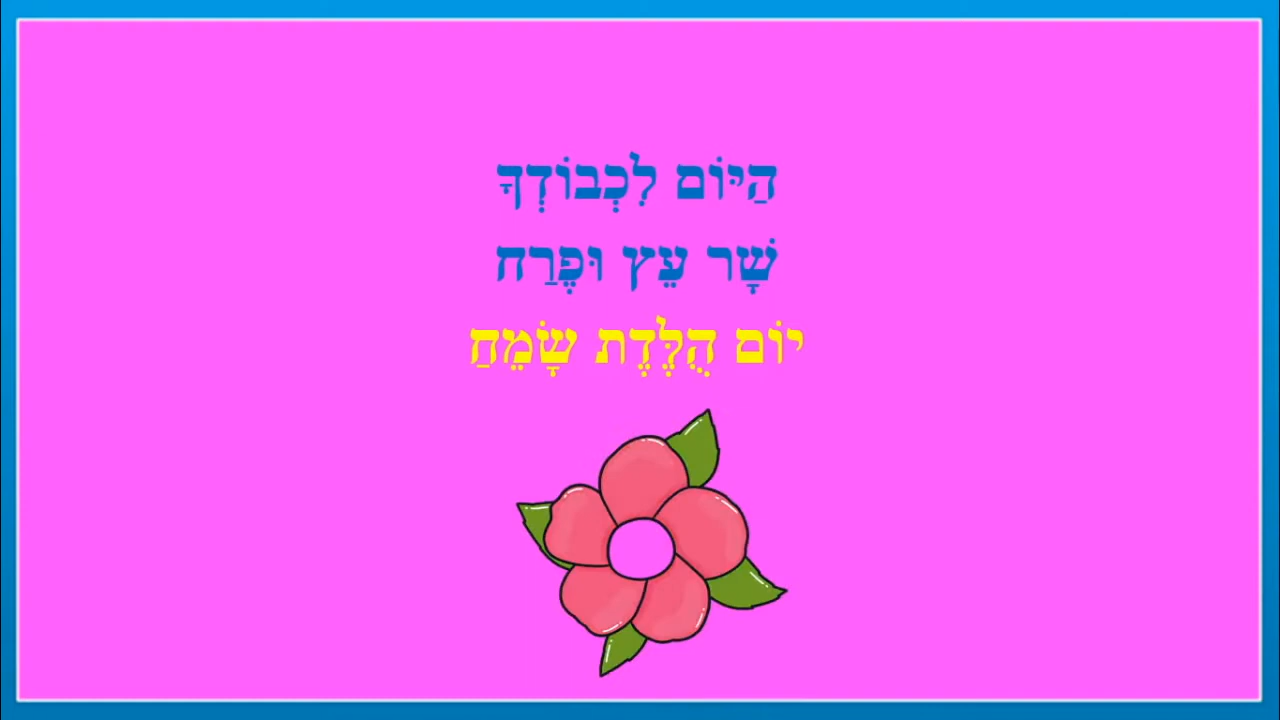 הַיּוֹם לִכְבוֹדְךָ
שָׁר עֵץ וּפֶרַח
יוֹם הֻלֶּדֶת שָׂמֵחַ